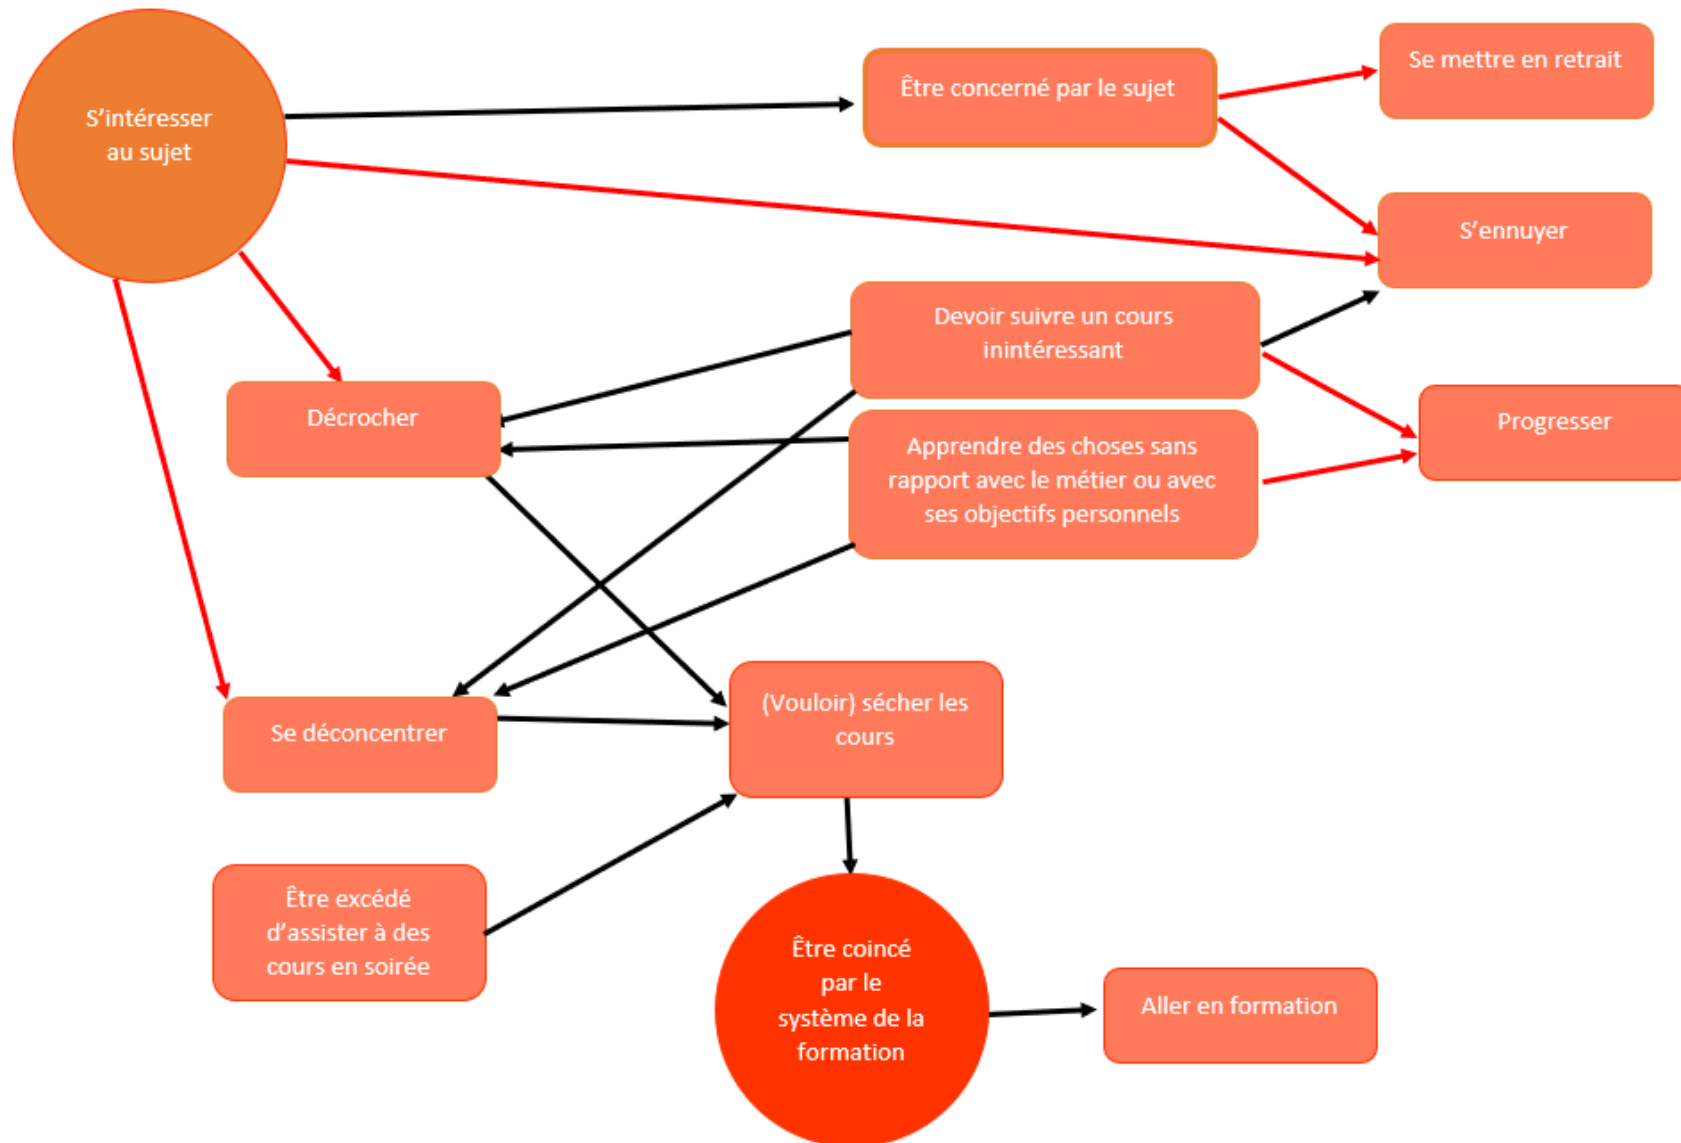 S’intéresser
au sujet
Être concerné par le sujet
Se mettre en retrait
S’ennuyer
Devoir suivre un cours
inintéressant
Décrocher
Progresser
Apprendre des choses sans
rapport avec le métier ou avec
ses objectifs personnels
Se déconcentrer
(Vouloir) sécher les
cours
Être excédé
d’assister à des
cours en soirée
Être coincé
par le
système de la
formation
Aller en formation